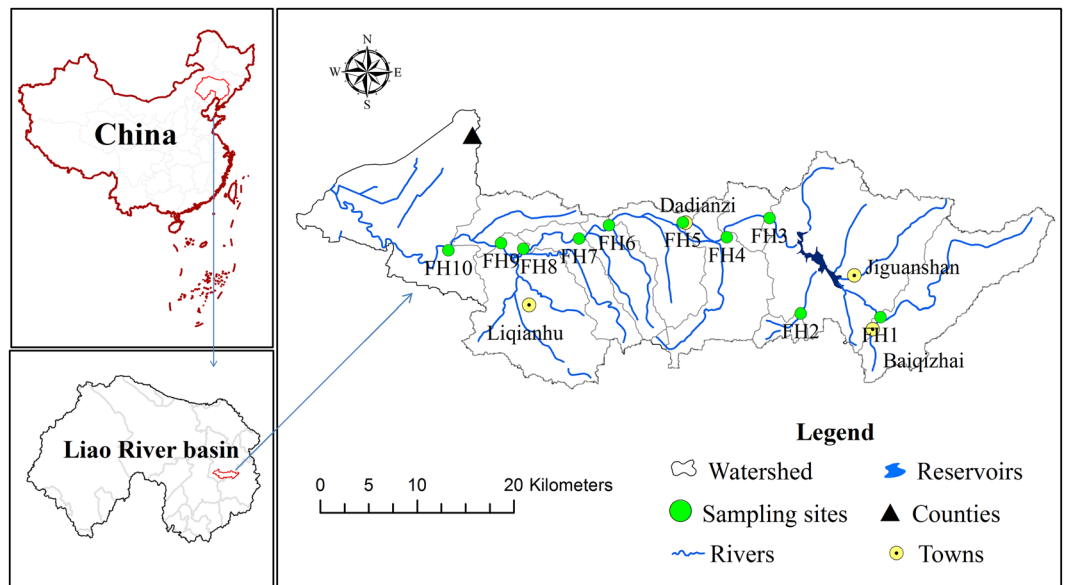 China
Liao River basin
N
W
E
S
Dadianzi
FH3
FH6
FH5
FH4
FH7
FH9
FH8
FH10
Jiguanshan
FH2
FH1
Liqianhu
Baiqizhai
Legend
Watershed
Reservoirs
Sampling sites
Counties
Rivers
Towns
0 5 10 20 Kilometers